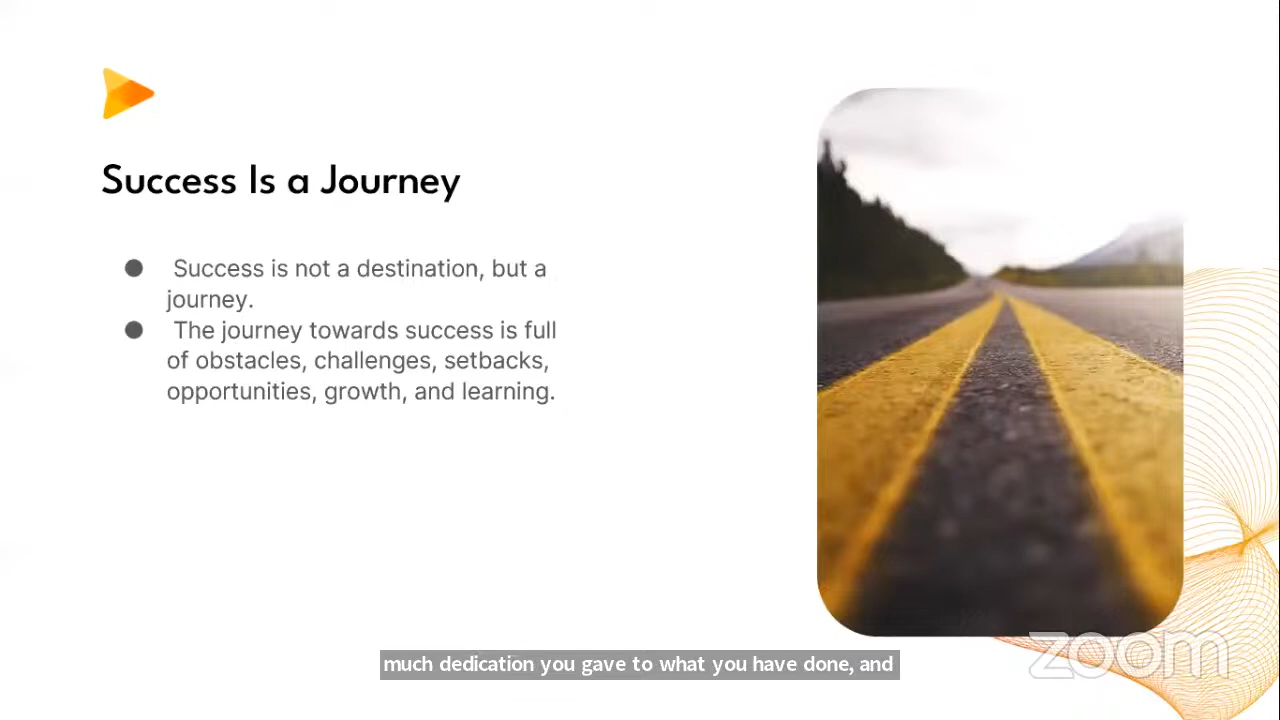 Success Is a Journey
● Success is not a destination, but a
journey.
● The journey towards success is full
of obstacles, challenges, setbacks,
opportunities, growth, and learning.
much dedication you gave to what you have done, and
zoom